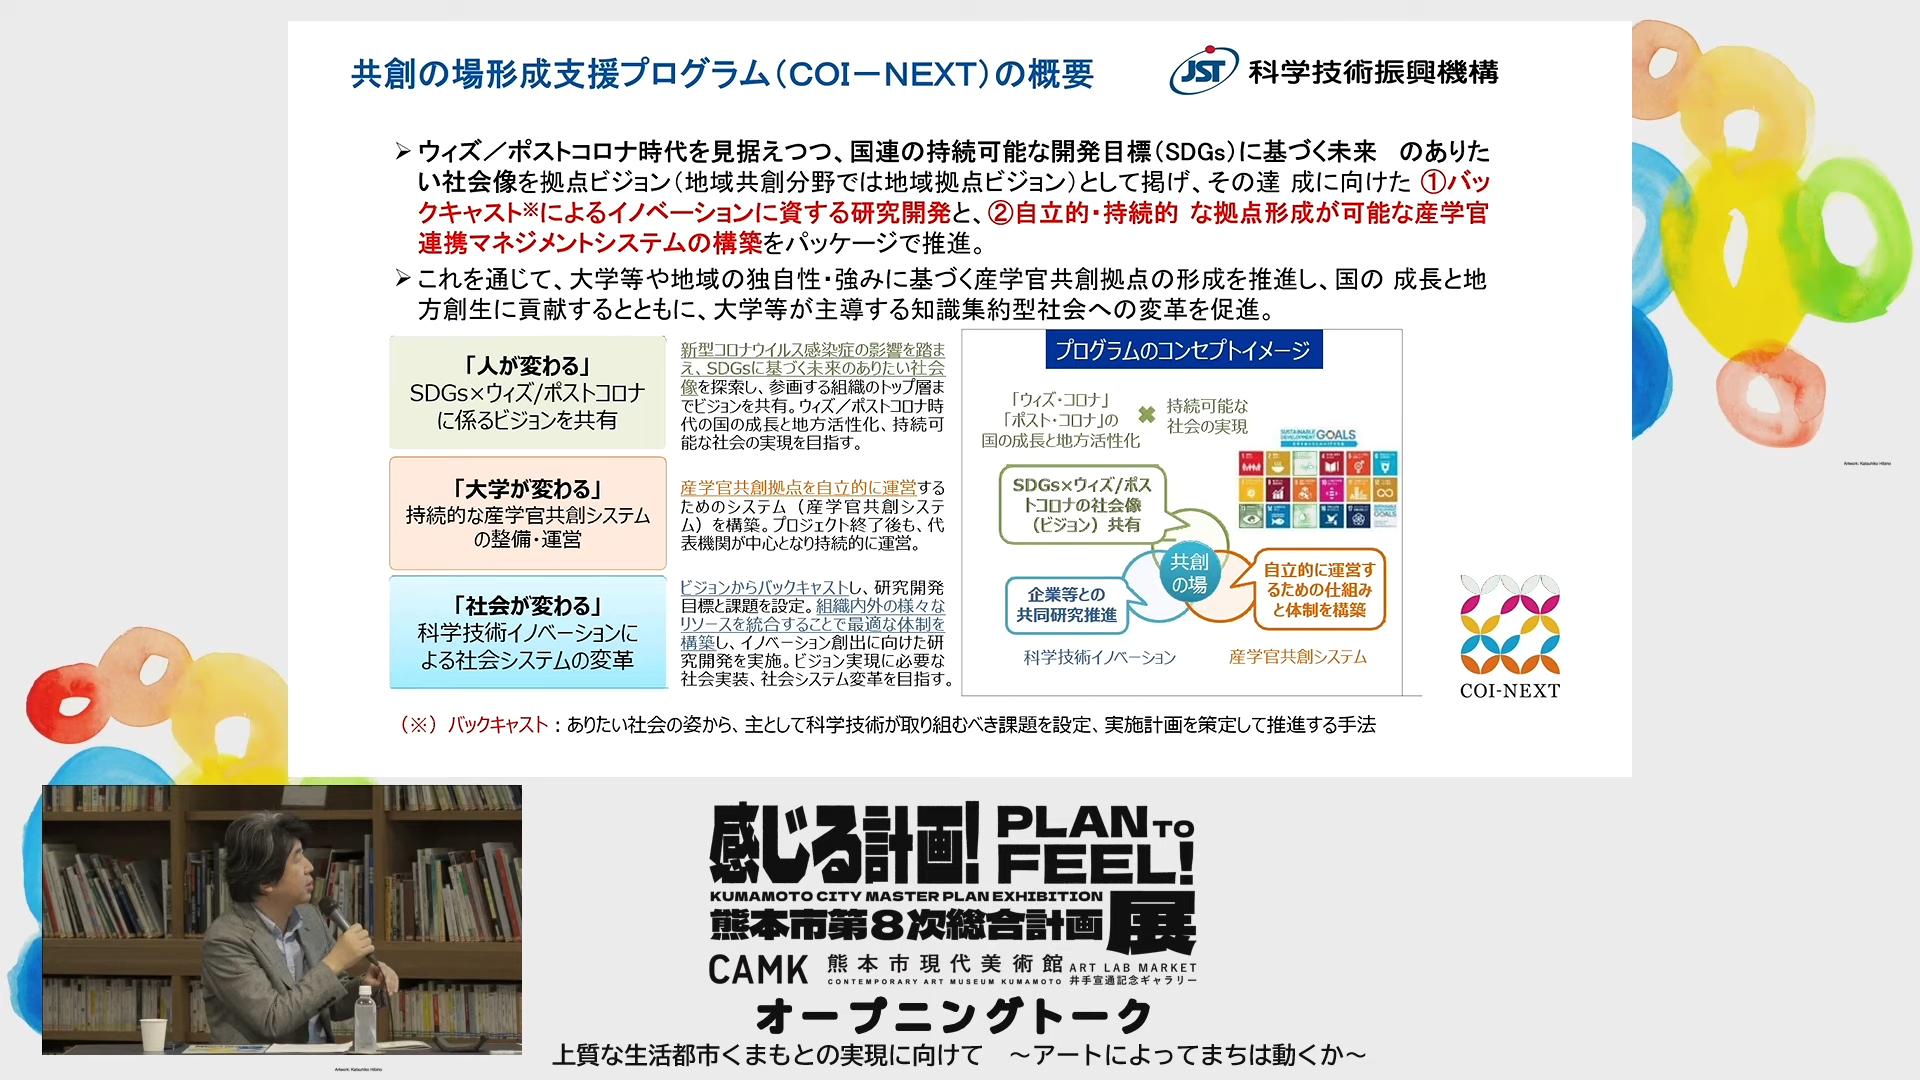 共創の場形成支援プログラム(COI－NEXT)の概要
JST 科学技術振興機構
➢ ウィズ／ポストコロナ時代を見据えつつ、国連の持続可能な開発目標(SDGs)に基づく未来　のありた
い社会像を拠点ビジョン(地域共創分野では地域拠点ビジョン)として掲げ、その達 成に向けた ①バッ
クキャスト※によるイノベーションに資する研究開発と、②自立的・持続的 な拠点形成が可能な産学官
連携マネジメントシステムの構築をパッケージで推進。
➢ これを通じて、大学等や地域の独自性・強みに基づく産学官共創拠点の形成を推進し、国の 成長と地
方創生に貢献するとともに、大学等が主導する知識集約型社会への変革を促進。
「人が変わる」
SDGs×ウィズ/ポストコロナ
に係るビジョンを共有
新型コロナウイルス感染症の影響を踏ま
え、SDGsに基づく未来のありたい社会
像を探索し、参画する組織のトップ層ま
でビジョンを共有。ウィズ／ポストコロナ時
代の国の成長と地方活性化、持続可
能な社会の実現を目指す。
「大学が変わる」
持続的な産学官共創システム
の整備・運営
産学官共創拠点を自立的に運営する
ためのシステム（産学官共創システ
ム）を構築。プロジェクト終了後も、代
表機関が中心となり持続的に運営。
「社会が変わる」
科学技術イノベーションに
よる社会システムの変革
ビジョンからバックキャストし、研究開発
目標と課題を設定。組織内外の様々な
リソースを統合することで最適な体制を
構築し、イノベーション創出に向けた研
究開発を実施。ビジョン実現に必要な
社会実装、社会システム変革を目指す。
プログラムのコンセプトイメージ
「ウィズ・コロナ」
「ポスト・コロナ」の
国の成長と地方活性化
✖
持続可能な
社会の実現
SUSTAINABLE
DEVELOPMENT GOALS
SDGs×ウィズ/ポス
トコロナの社会像
（ビジョン）共有
共創
の場
企業等との
共同研究推進
自立的に運営す
るための仕組み
と体制を構築
科学技術イノベーション
産学官共創システム
COI-NEXT
（※）バックキャスト：ありたい社会の姿から、主として科学技術が取り組むべき課題を設定、実施計画を策定して推進する手法
Artwork: Katsuhiko Hibino
感じる計画! PLAN TO FEEL!
KUMAMOTO CITY MASTER PLAN EXHIBITION
熊本市第8次総合計画展
CAMK 熊本市現代美術館 ART LAB MARKET
CONTEMPORARY ART MUSEUM KUMAMOTO 井手宣通記念ギャラリー
オープニングトーク
上質な生活都市くまもとの実現に向けて　～アートによってまちは動くか～
Artwork: Katsuhiko Hibino